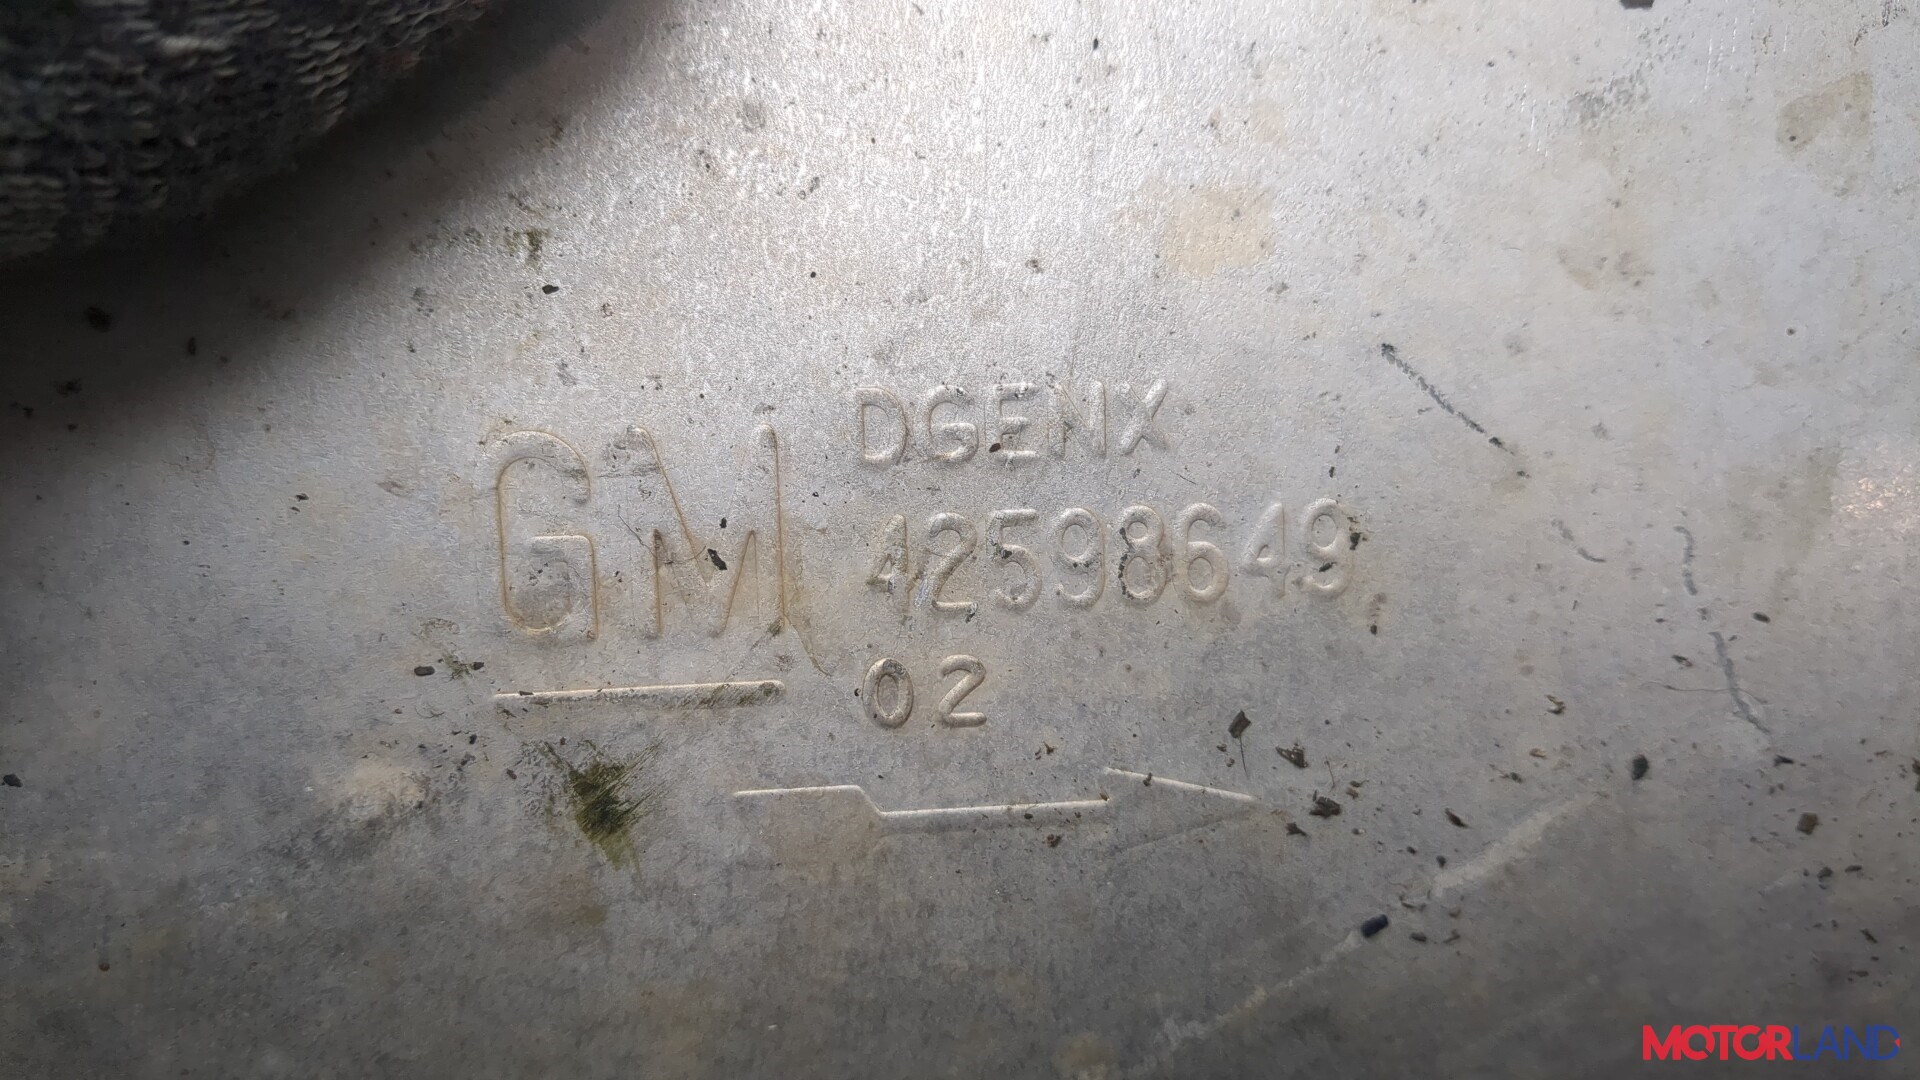 GM
DGENX
42598649
02
MOTORLAND